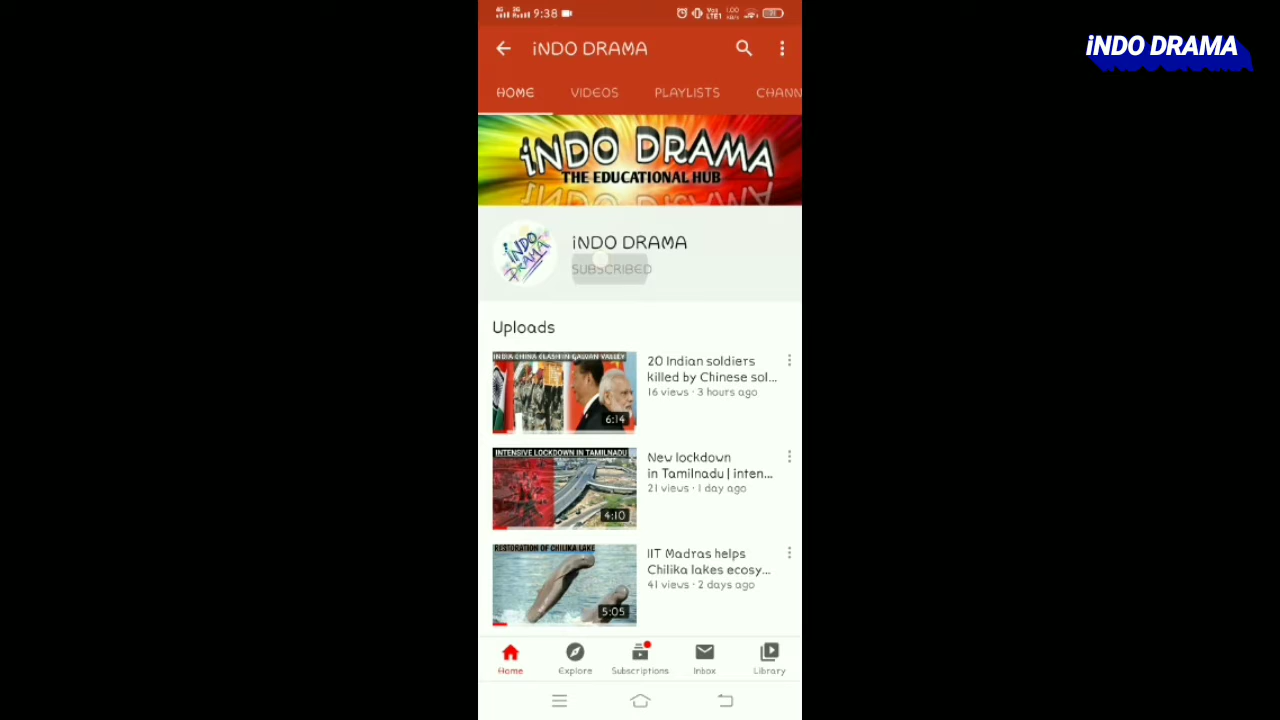 9:38
iNDO DRAMA
iNDO DRAMA
HOME VIDEOS PLAYLISTS CHANN
iNDO DRAMA
THE EDUCATIONAL HUB
iNDO DRAMA
iNDO DRAMA
SUBSCRIBED
Uploads
INDIA CHINA CLASH IN GALWAN VALLEY
6:14
20 Indian soldiers
killed by Chinese sol...
16 views · 3 hours ago
INTENSIVE LOCKDOWN IN TAMILNADU
4:10
New lockdown
in Tamilnadu | inten...
21 views · 1 day ago
RESTORATION OF CHILIKA LAKE
5:05
IIT Madras helps
Chilika lakes ecosy...
41 views · 2 days ago
Home Explore Subscriptions Inbox Library